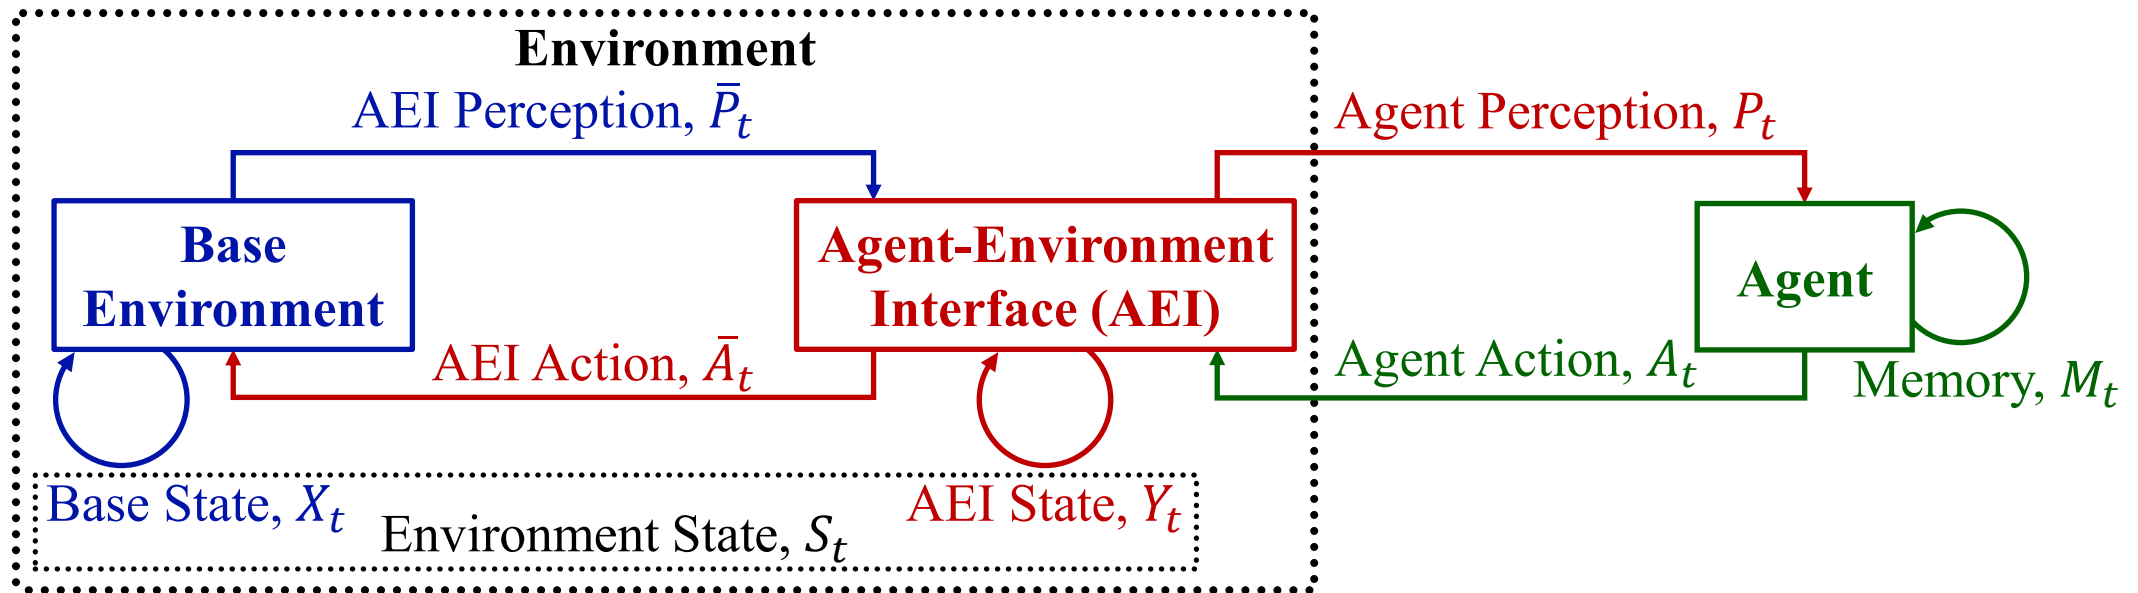 Environment
AEI Perception, P̄ₜ
Agent Perception, Pₜ
Base
Environment
Agent-Environment
Interface (AEI)
Agent
AEI Action, Āₜ
Agent Action, Aₜ
Memory, Mₜ
Base State, Xₜ
AEI State, Yₜ
Environment State, Sₜ